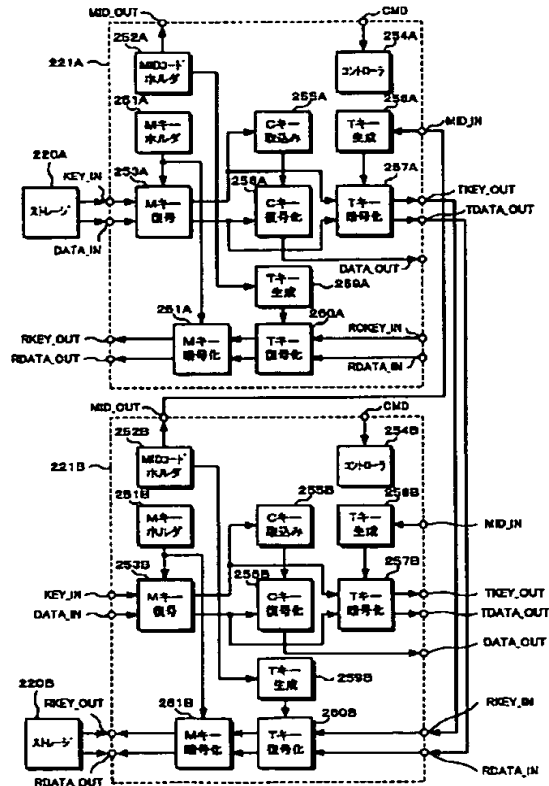 MID_OUT
CMD
252A
254A
221A
MIDコード
ホルダ
コントローラ
251A
255A
256A
Mキー
ホルダ
Cキー
取込み
Tキー
生成
MID_IN
220A
KEY_IN
253A
256A
257A
ストレージ
Mキー
復号
Cキー
復号化
Tキー
暗号化
TKEY_OUT
TDATA_OUT
DATA_IN
DATA_OUT
Tキー
生成
259A
261A
260A
RKEY_OUT
Mキー
暗号化
Tキー
復号化
ROKEY_IN
RDATA_OUT
RDATA_IN
MID_OUT
CMD
252B
254B
221B
MIDコード
ホルダ
コントローラ
251B
255B
256B
Mキー
ホルダ
Cキー
取込み
Tキー
生成
MID_IN
253B
257B
KEY_IN
Mキー
復号
Cキー
復号化
Tキー
暗号化
TKEY_OUT
DATA_IN
TDATA_OUT
DATA_OUT
Tキー
生成
259B
220B
RKEY_OUT
261B
260B
RKEY_IN
ストレージ
Mキー
暗号化
Tキー
復号化
RDATA_OUT
RDATA_IN